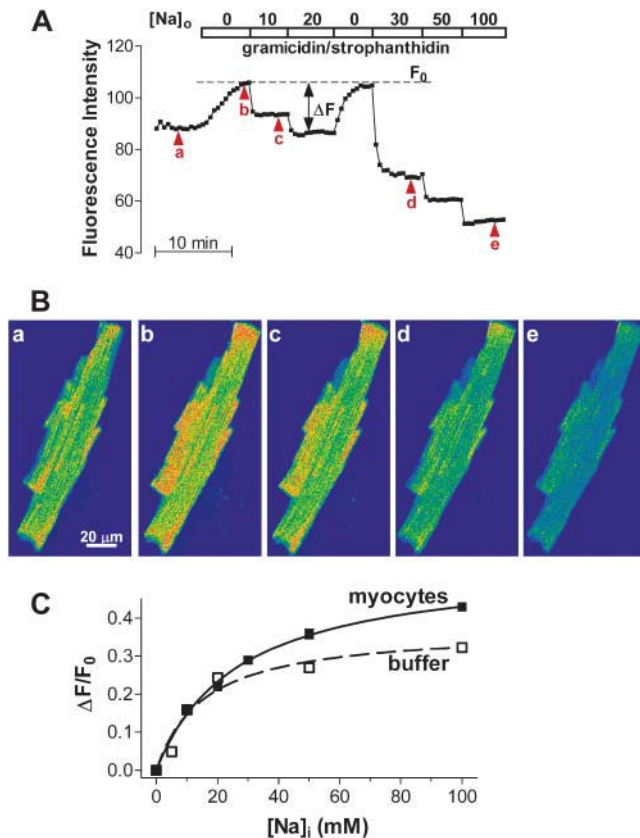 A
[Na]o 0 10 20 0 30 50 100
gramicidin/strophanthidin
Fluorescence Intensity
120
100
80
60
40
F0
ΔF
a
b
c
d
e
10 min
B
a b c d e
20 μm
C
ΔF/F0
0.4
0.3
0.2
0.1
0.0
myocytes
buffer
0 20 40 60 80 100
[Na]i (mM)